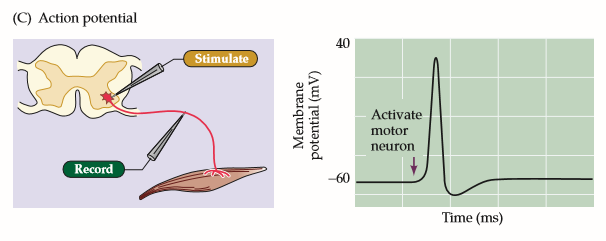 (C) Action potential
Stimulate
Record
40
Membrane
potential (mV)
Activate
motor
neuron
–60
Time (ms)